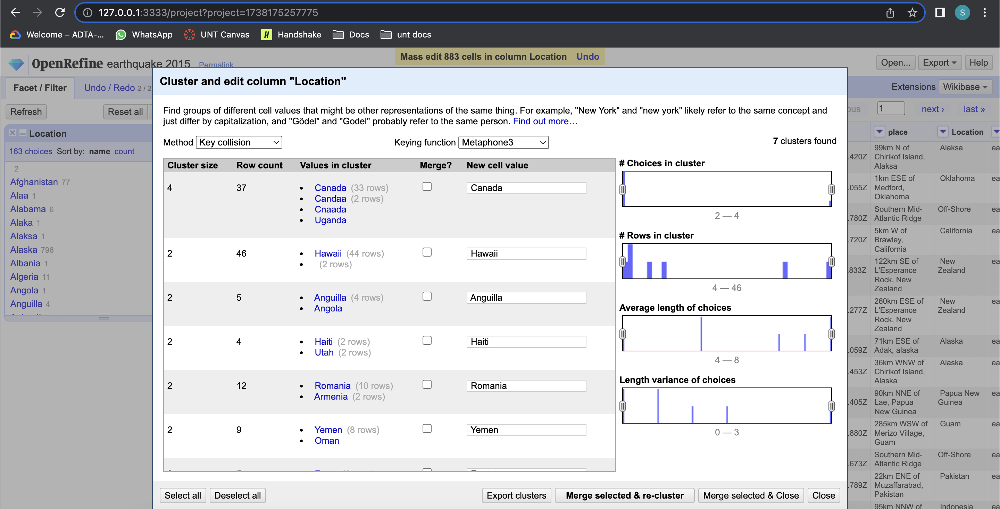 127.0.0.1:3333/project?project=1738175257775
S
Welcome – ADTA-...
WhatsApp
UNT Canvas
H Handshake
Docs
unt docs
OpenRefine earthquake 2015 Permalink
Mass edit 883 cells in column Location Undo
Open... Export Help
Facet / Filter Undo / Redo 2 / 2
Extensions Wikibase
Refresh Reset all
1 next › last »
Location
163 choices Sort by: name count
2
Afghanistan 77
Alaa 1
Alabama 6
Alaka 1
Alaksa 1
Alaska 796
Albania 1
Algeria 11
Angola 1
Anguilla 4
Cluster and edit column "Location"
Find groups of different cell values that might be other representations of the same thing. For example, "New York" and "new york" likely refer to the same concept and
just differ by capitalization, and "Gödel" and "Godel" probably refer to the same person. Find out more…
Method Key collision
Keying function Metaphone3
7 clusters found
Cluster size Row count Values in cluster Merge? New cell value
4 37 Canada (33 rows) Canada
Candaa (2 rows)
Cnaada
Uganda
2 46 Hawaii (44 rows) Hawaii
(2 rows)
2 5 Anguilla (4 rows) Anguilla
Angola
2 4 Haiti (2 rows) Haiti
Utah (2 rows)
2 12 Romania (10 rows) Romania
Armenia (2 rows)
2 9 Yemen (8 rows) Yemen
Oman
# Choices in cluster
2 — 4
# Rows in cluster
4 — 46
Average length of choices
4 — 8
Length variance of choices
0 — 3
Select all Deselect all Export clusters Merge selected & re-cluster Merge selected & Close Close
place Location
99km N of
Chirikof Island,
Alaksa
Alaksa
ea
.420Z
1km ESE of
Medford,
Oklahoma
Oklahoma
ea
.055Z
Southern Mid-
Atlantic Ridge
Off-Shore
ea
.780Z
5km W of
Brawley,
California
California
ea
.720Z
122km SE of
L'Esperance
Rock, New
Zealand
New
Zealand
ea
.833Z
260km ESE of
L'Esperance
Rock, New
Zealand
New
Zealand
ea
.277Z
71km ESE of
Adak, alaska
Alaska
ea
.059Z
36km WNW of
Chirikof Island,
Alaska
Alaska
ea
.453Z
90km NNE of
Lae, Papua
New Guinea
Papua New
Guinea
ea
.405Z
285km WSW of
Merizo Village,
Guam
Guam
ea
.880Z
Southern Mid-
Atlantic Ridge
Off-Shore
ea
.673Z
22km ENE of
Muzaffarabad,
Pakistan
Pakistan
ea
.789Z
95km NNW of
Indonesia
ea